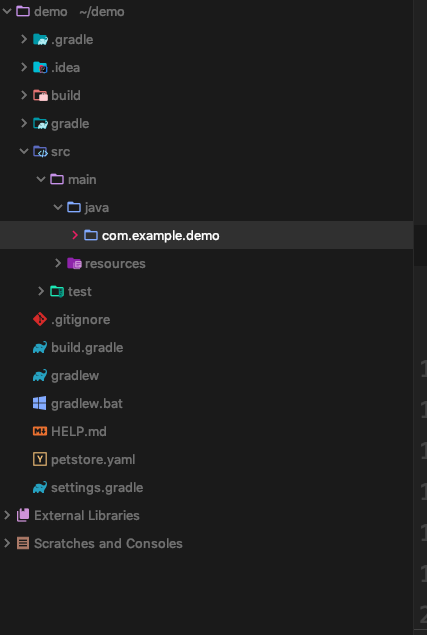 demo ~/demo
.gradle
.idea
build
gradle
src
main
java
com.example.demo
resources
test
.gitignore
build.gradle
gradlew
gradlew.bat
HELP.md
petstore.yaml
settings.gradle
External Libraries
Scratches and Consoles